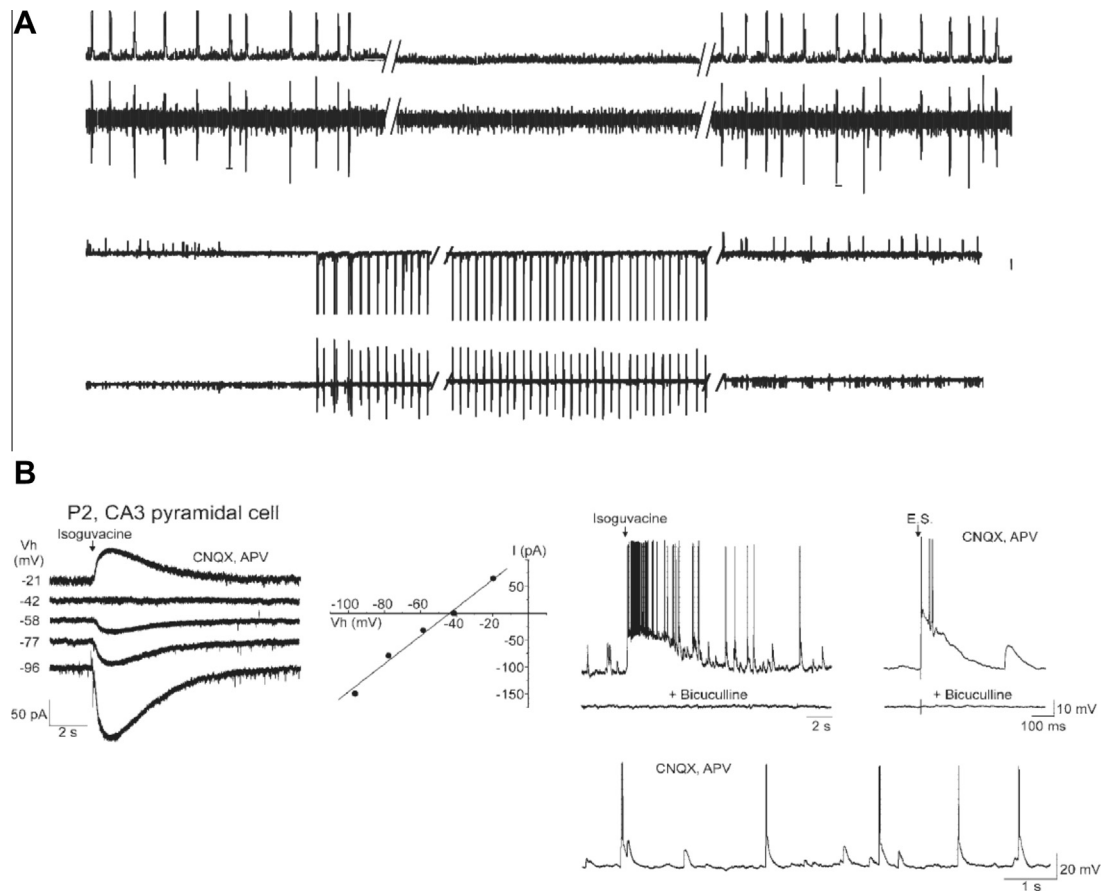 A
B
P2, CA3 pyramidal cell
Isoguvacine
Vh
(mV)
CNQX, APV
-21
-42
-58
-77
-96
50 pA
2 s
I (pA)
50
-100
-80
-60
-40
-20
Vh (mV)
-50
-100
-150
Isoguvacine
+ Bicuculline
2 s
E.S.
CNQX, APV
+ Bicuculline
10 mV
100 ms
CNQX, APV
20 mV
1 s